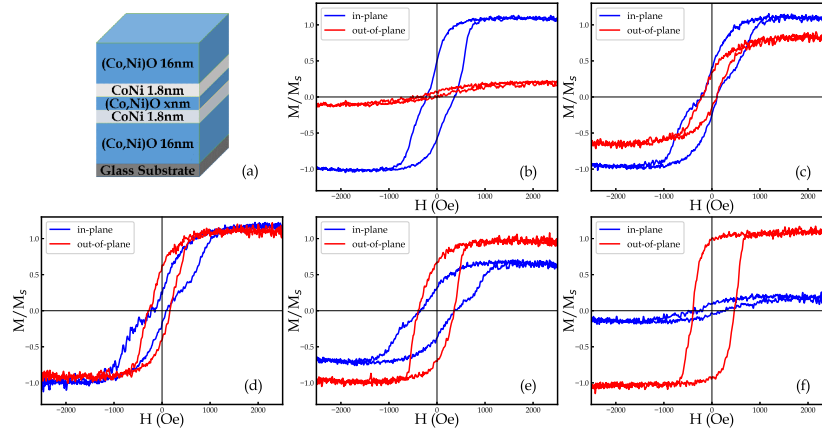 (Co,Ni)O 16nm
CoNi 1.8nm
(Co,Ni)O xnm
CoNi 1.8nm
(Co,Ni)O 16nm
Glass Substrate
(a)
in-plane
out-of-plane
M/Ms
1.0
0.5
0.0
−0.5
−1.0
−2000 −1000 0 1000 2000
H (Oe)
(b)
in-plane
out-of-plane
M/Ms
1.0
0.5
0.0
−0.5
−1.0
−2000 −1000 0 1000 2000
H (Oe)
(c)
in-plane
out-of-plane
M/Ms
1.0
0.5
0.0
−0.5
−1.0
−2000 −1000 0 1000 2000
H (Oe)
(d)
in-plane
out-of-plane
M/Ms
1.0
0.5
0.0
−0.5
−1.0
−2000 −1000 0 1000 2000
H (Oe)
(e)
in-plane
out-of-plane
M/Ms
1.0
0.5
0.0
−0.5
−1.0
−2000 −1000 0 1000 2000
H (Oe)
(f)